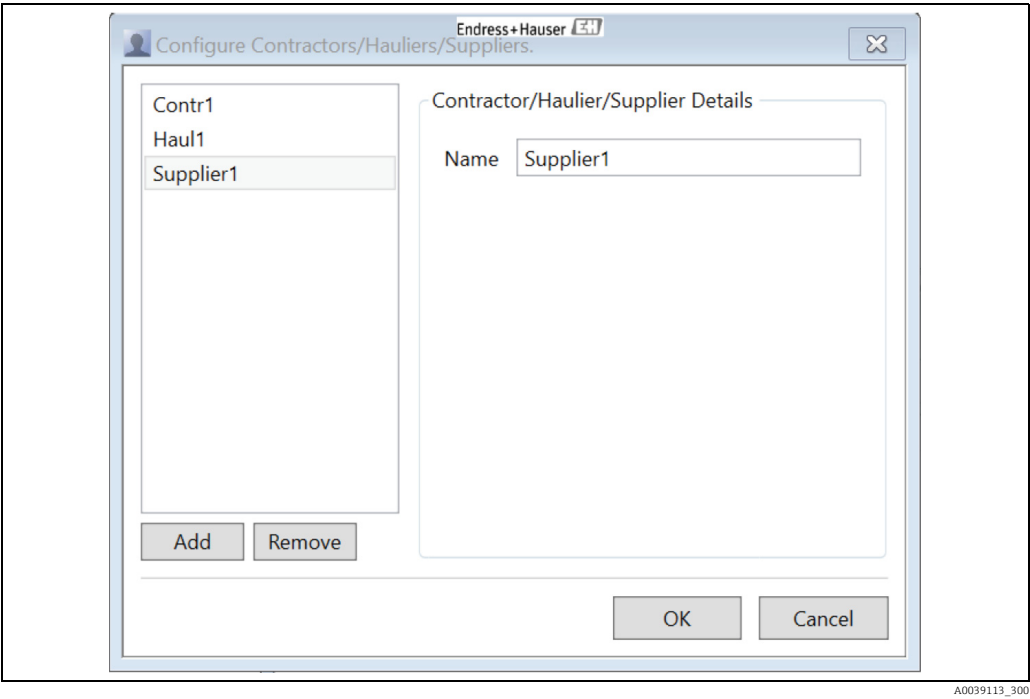 Endress+Hauser EH
Configure Contractors/Hauliers/Suppliers.
Contr1
Haul1
Supplier1
Contractor/Haulier/Supplier Details
Name Supplier1
Add Remove
OK Cancel
A0039113_300